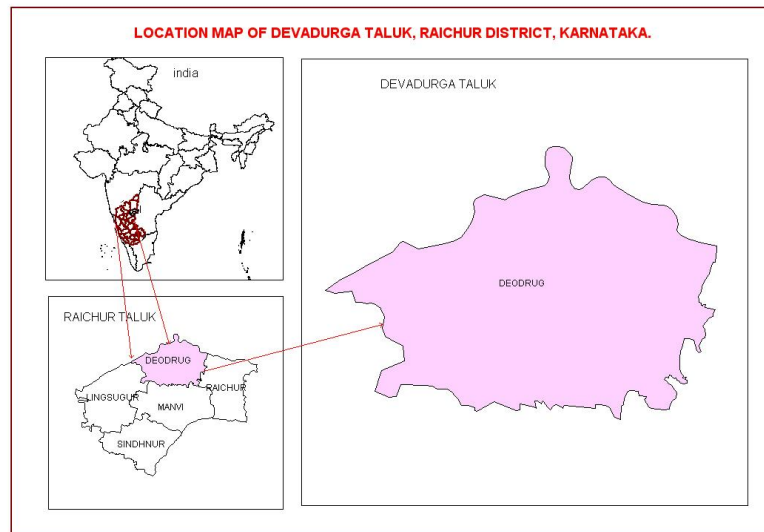 LOCATION MAP OF DEVADURGA TALUK, RAICHUR DISTRICT, KARNATAKA.
india
DEVADURGA TALUK
DEODRUG
RAICHUR TALUK
DEODRUG
LINGSUGUR
RAICHUR
MANVI
SINDHNUR